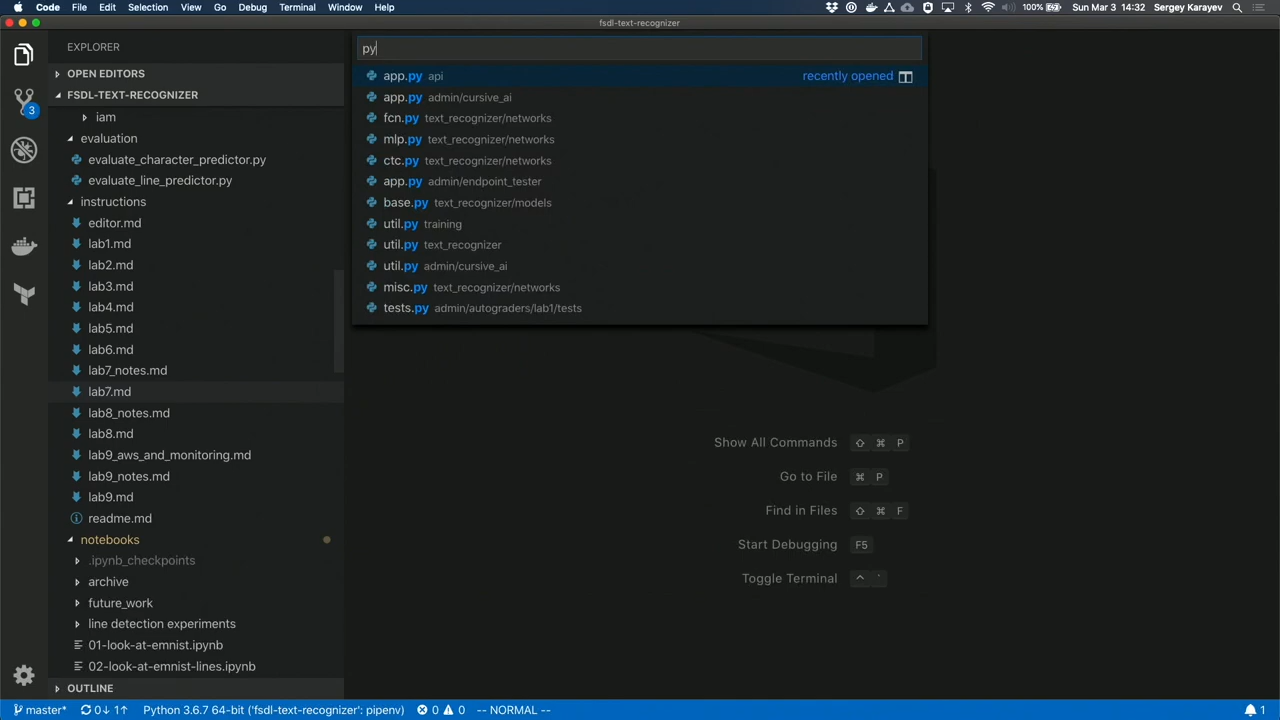 Code File Edit Selection View Go Debug Terminal Window Help 100% Sun Mar 3 14:32 Sergey Karayev
fsdl-text-recognizer
EXPLORER
OPEN EDITORS
FSDL-TEXT-RECOGNIZER
iam
evaluation
evaluate_character_predictor.py
evaluate_line_predictor.py
instructions
editor.md
lab1.md
lab2.md
lab3.md
lab4.md
lab5.md
lab6.md
lab7_notes.md
lab7.md
lab8_notes.md
lab8.md
lab9_aws_and_monitoring.md
lab9_notes.md
lab9.md
readme.md
notebooks
.ipynb_checkpoints
archive
future_work
line detection experiments
01-look-at-emnist.ipynb
02-look-at-emnist-lines.ipynb
OUTLINE
3
py
app.py api recently opened
app.py admin/cursive_ai
fcn.py text_recognizer/networks
mlp.py text_recognizer/networks
ctc.py text_recognizer/networks
app.py admin/endpoint_tester
base.py text_recognizer/models
util.py training
util.py text_recognizer
util.py admin/cursive_ai
misc.py text_recognizer/networks
tests.py admin/autograders/lab1/tests
Show All Commands ⇧ ⌘ P
Go to File ⌘ P
Find in Files ⇧ ⌘ F
Start Debugging F5
Toggle Terminal ^ `
master* 0↓ 1↑ Python 3.6.7 64-bit ('fsdl-text-recognizer': pipenv) 0 0 -- NORMAL -- 1